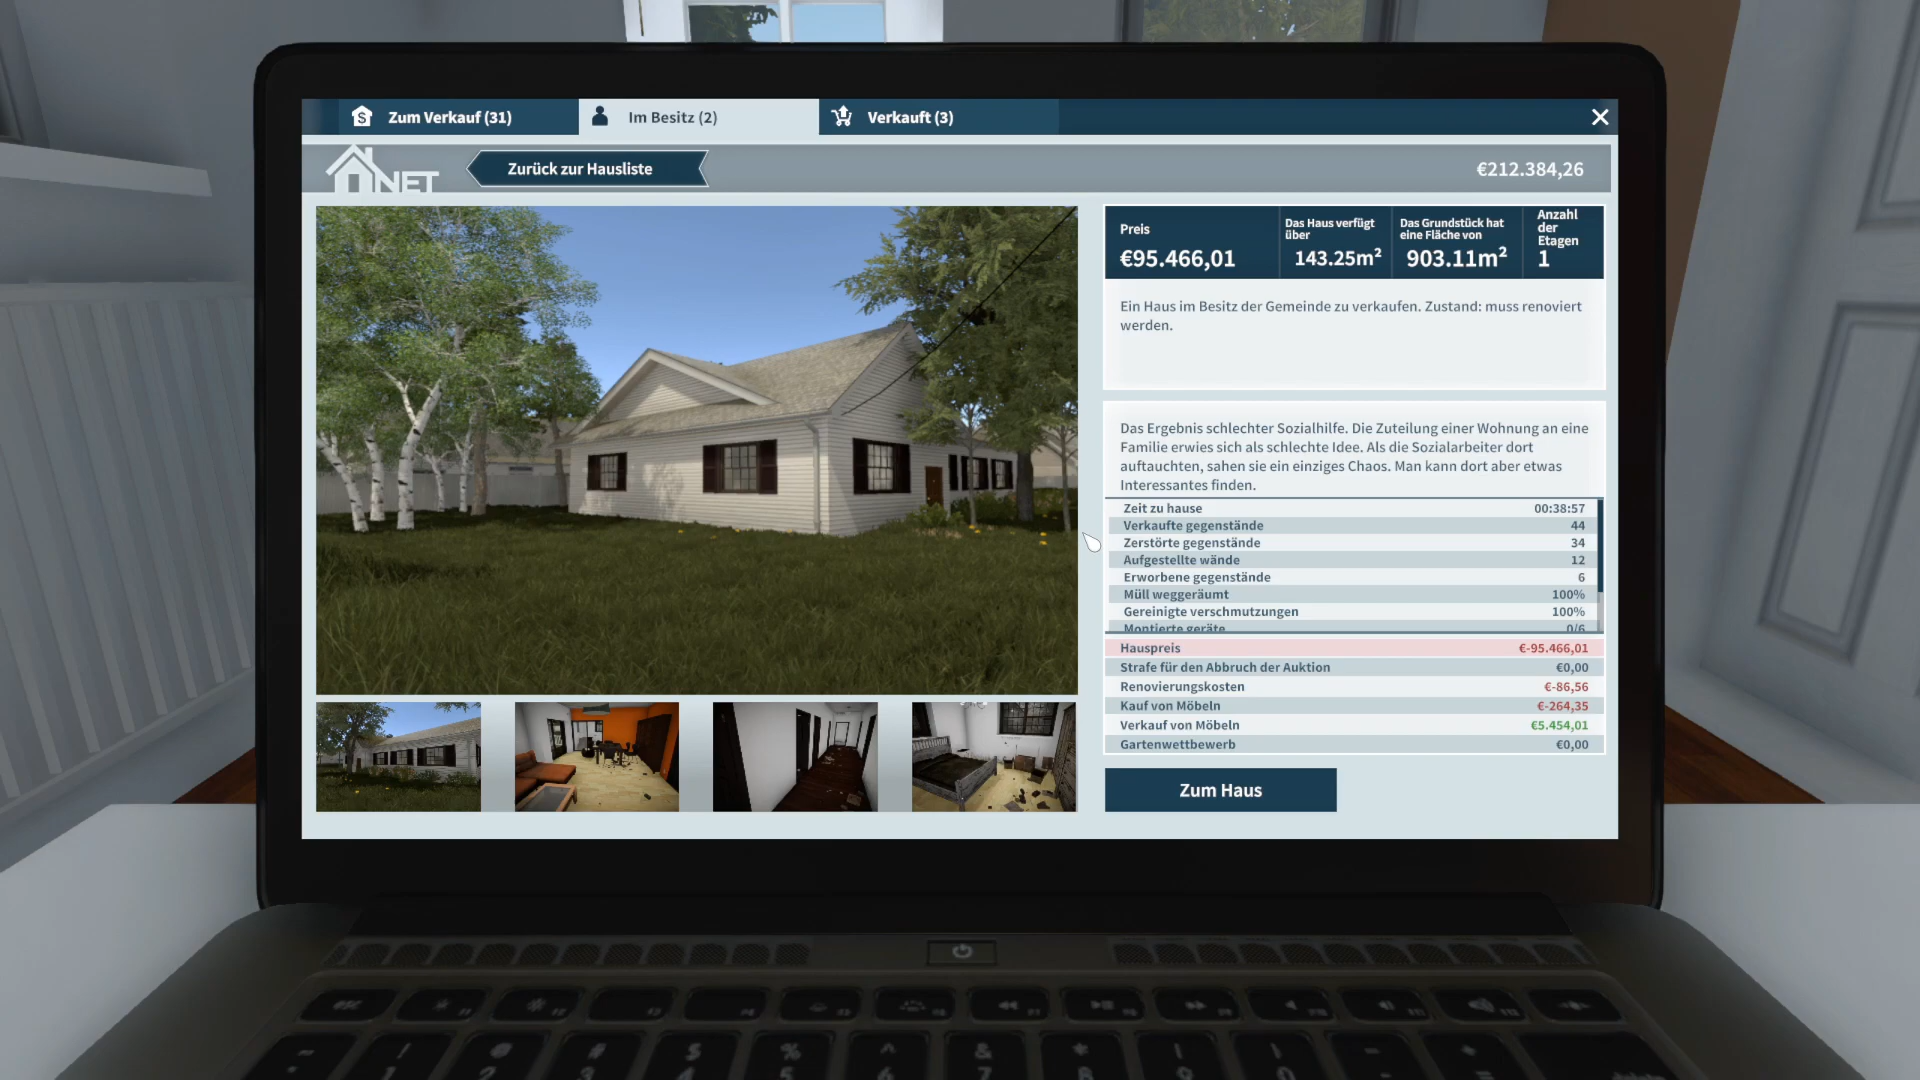 Zum Verkauf (31)
Im Besitz (2)
Verkauft (3)
NET
Zurück zur Hausliste
€212.384,26
Preis
€95.466,01
Das Haus verfügt
über
143.25m²
Das Grundstück hat
eine Fläche von
903.11m²
Anzahl
der
Etagen
1
Ein Haus im Besitz der Gemeinde zu verkaufen. Zustand: muss renoviert
werden.
Das Ergebnis schlechter Sozialhilfe. Die Zuteilung einer Wohnung an eine
Familie erwies sich als schlechte Idee. Als die Sozialarbeiter dort
auftauchten, sahen sie ein einziges Chaos. Man kann dort aber etwas
Interessantes finden.
Zeit zu hause 00:38:57
Verkaufte gegenstände 44
Zerstörte gegenstände 34
Aufgestellte wände 12
Erworbene gegenstände 6
Müll weggeräumt 100%
Gereinigte verschmutzungen 100%
Montierte geräte 0/6
Hauspreis €-95.466,01
Strafe für den Abbruch der Auktion €0,00
Renovierungskosten €-86,56
Kauf von Möbeln €-264,35
Verkauf von Möbeln €5.454,01
Gartenwettbewerb €0,00
Zum Haus